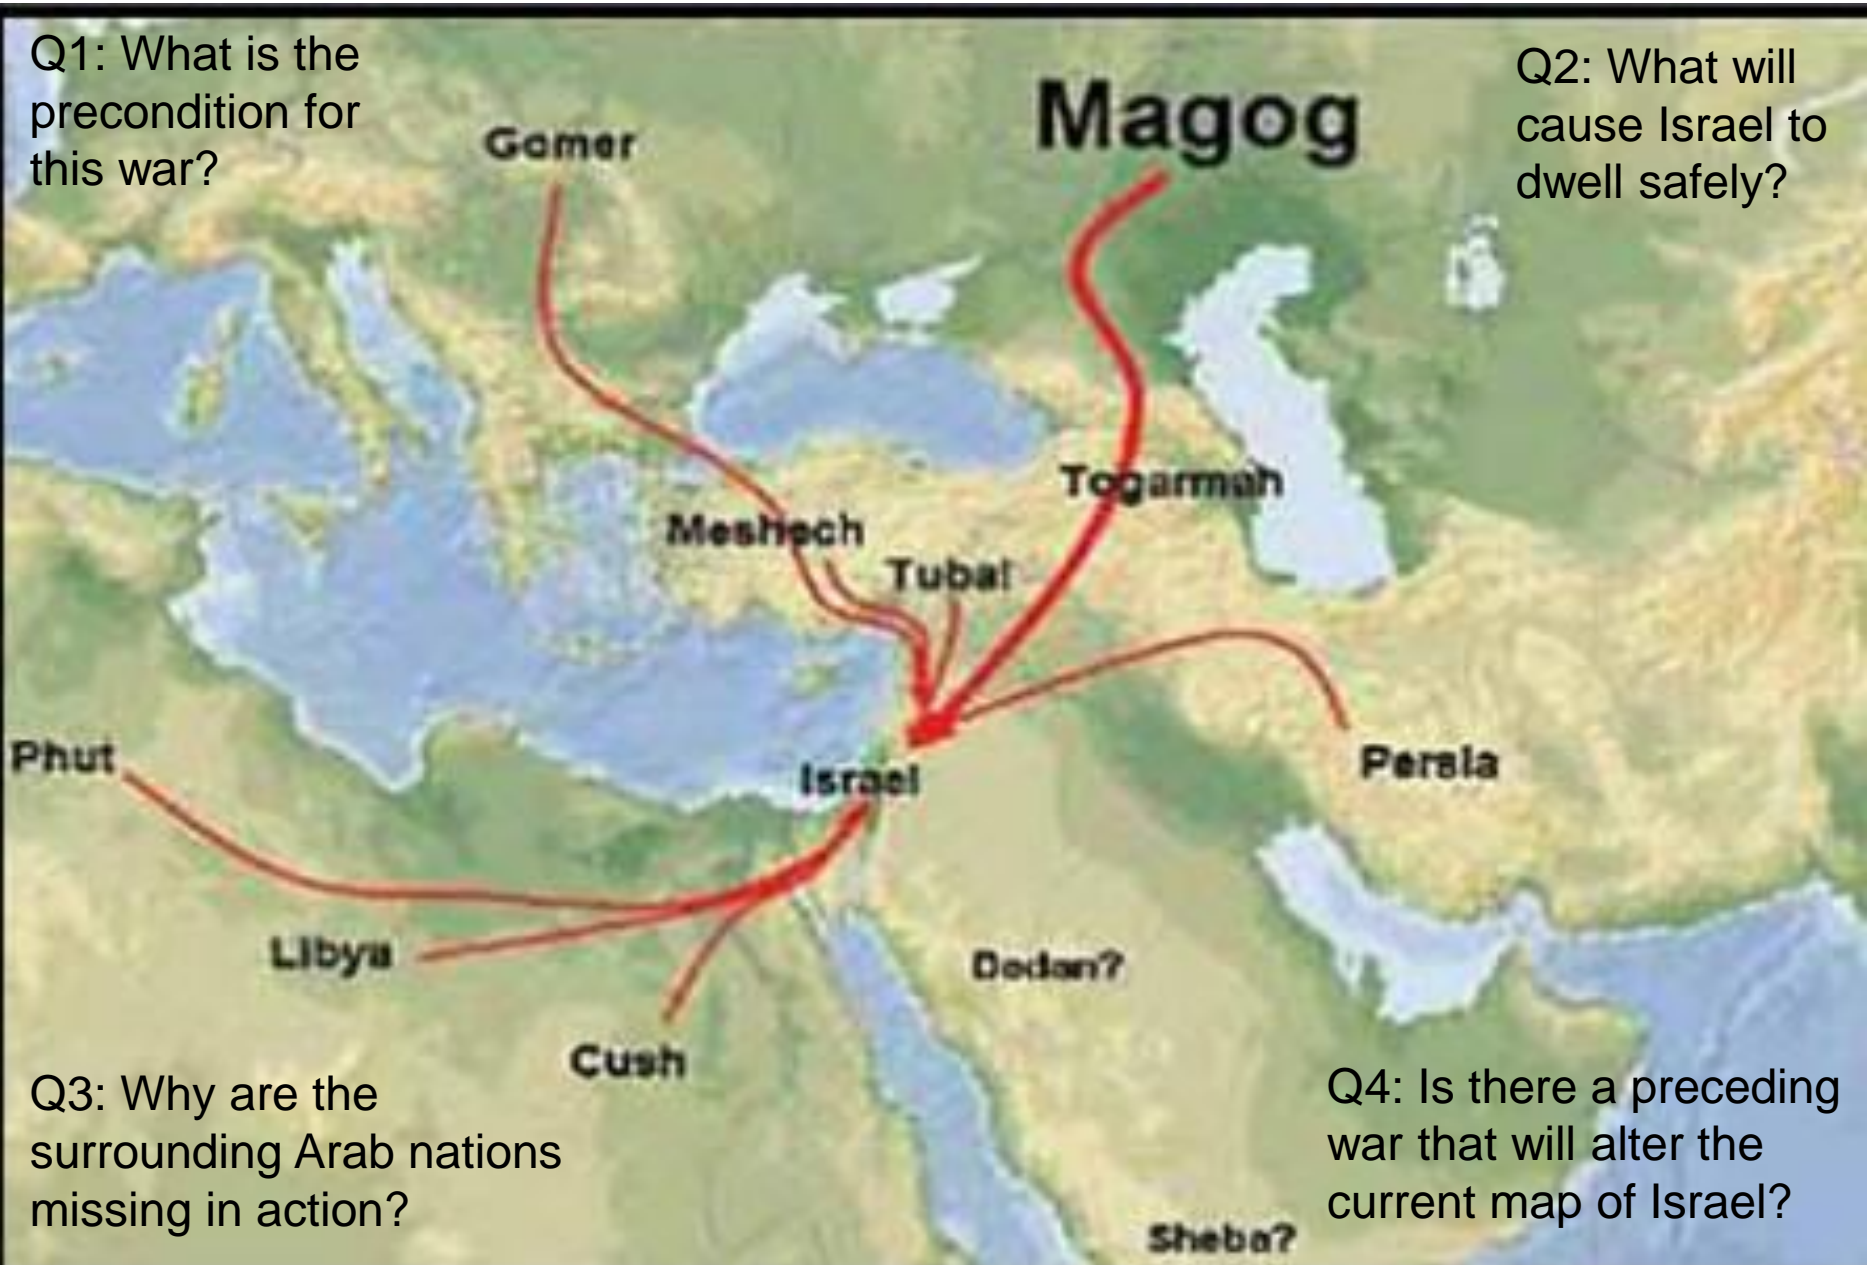 Q1: What is the
precondition for
this war?
Q2: What will
cause Israel to
dwell safely?
Magog
Gomer
Togarmah
Meshech
Tubal
Phut
Israel
Persia
Libya
Dedan?
Cush
Q3: Why are the
surrounding Arab nations
missing in action?
Q4: Is there a preceding
war that will alter the
current map of Israel?
Sheba?